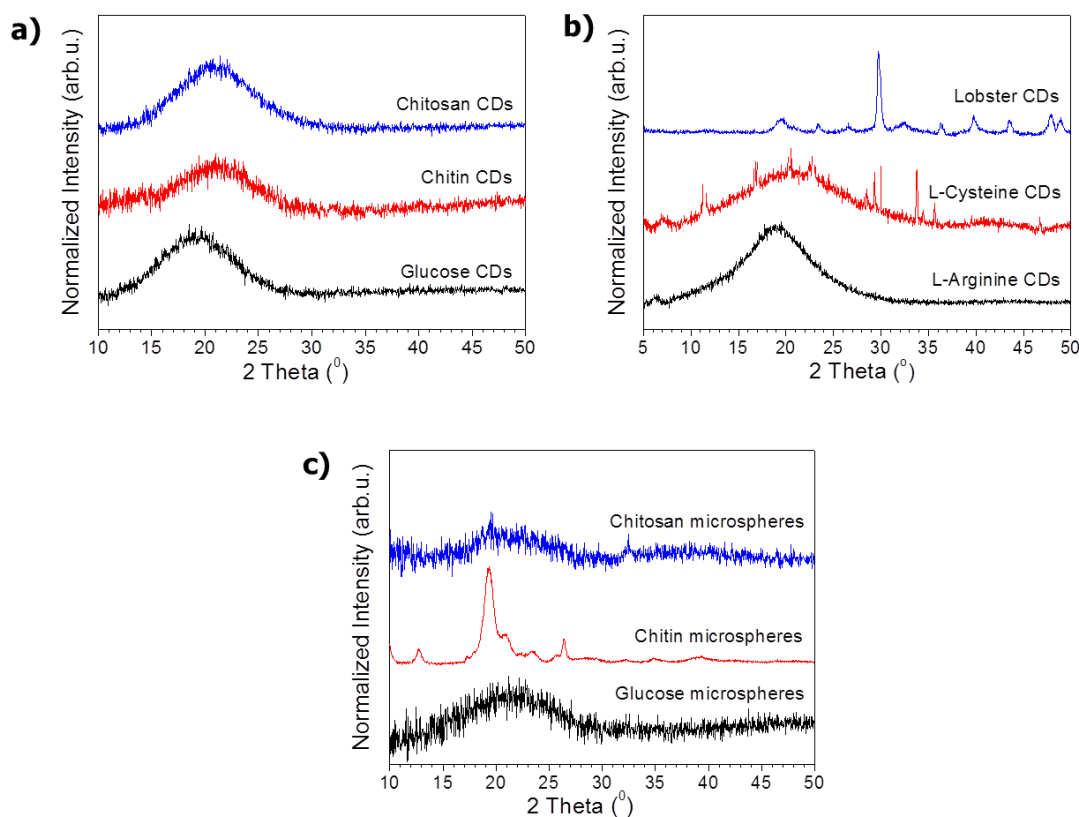 a)
Normalized Intensity (arb.u.)
Chitosan CDs
Chitin CDs
Glucose CDs
10 15 20 25 30 35 40 45 50
2 Theta (⁰)
b)
Normalized Intensity (arb.u.)
Lobster CDs
L-Cysteine CDs
L-Arginine CDs
5 10 15 20 25 30 35 40 45 50
2 Theta (°)
c)
Normalized Intensity (arb.u.)
Chitosan microspheres
Chitin microspheres
Glucose microspheres
10 15 20 25 30 35 40 45 50
2 Theta (⁰)